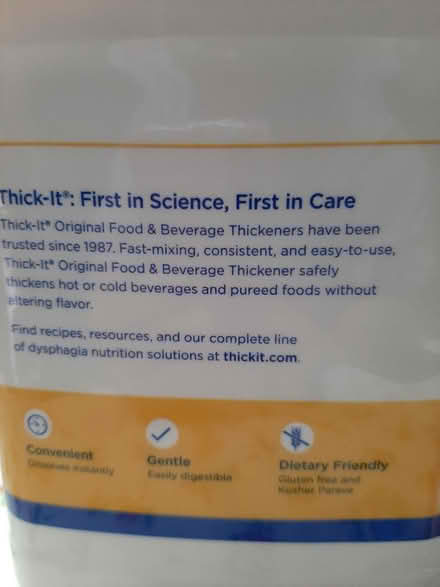 Thick-It®: First in Science, First in Care
Thick-It® Original Food & Beverage Thickeners have been
trusted since 1987. Fast-mixing, consistent, and easy-to-use,
Thick-It® Original Food & Beverage Thickener safely
thickens hot or cold beverages and pureed foods without
altering flavor.
Find recipes, resources, and our complete line
of dysphagia nutrition solutions at thickit.com.
Convenient
Dissolves instantly
Gentle
Easily digestible
Dietary Friendly
Gluten free and
Kosher Pareve